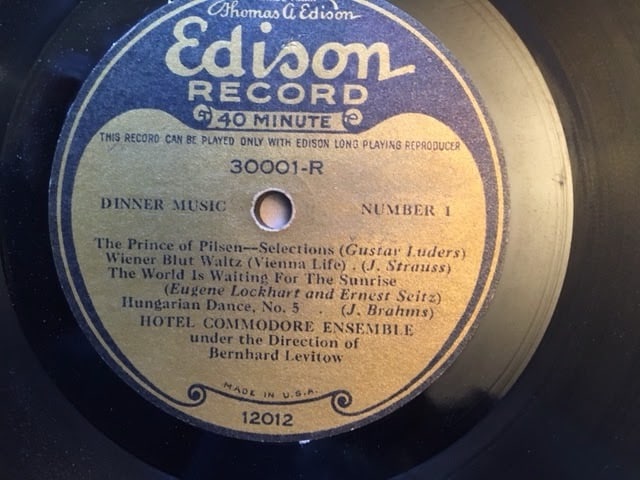 Thomas A Edison
Edison
RECORD
40 MINUTE
THIS RECORD CAN BE PLAYED ONLY WITH EDISON LONG PLAYING REPRODUCER
30001-R
DINNER MUSIC NUMBER 1
The Prince of Pilsen—Selections (Gustav Luders)
Wiener Blut Waltz (Vienna Life) . (J. Strauss)
The World Is Waiting For The Sunrise
(Eugene Lockhart and Ernest Seitz)
Hungarian Dance, No. 5 . (J. Brahms)
HOTEL COMMODORE ENSEMBLE
under the Direction of
Bernhard Levitow
MADE IN U.S.A.
12012